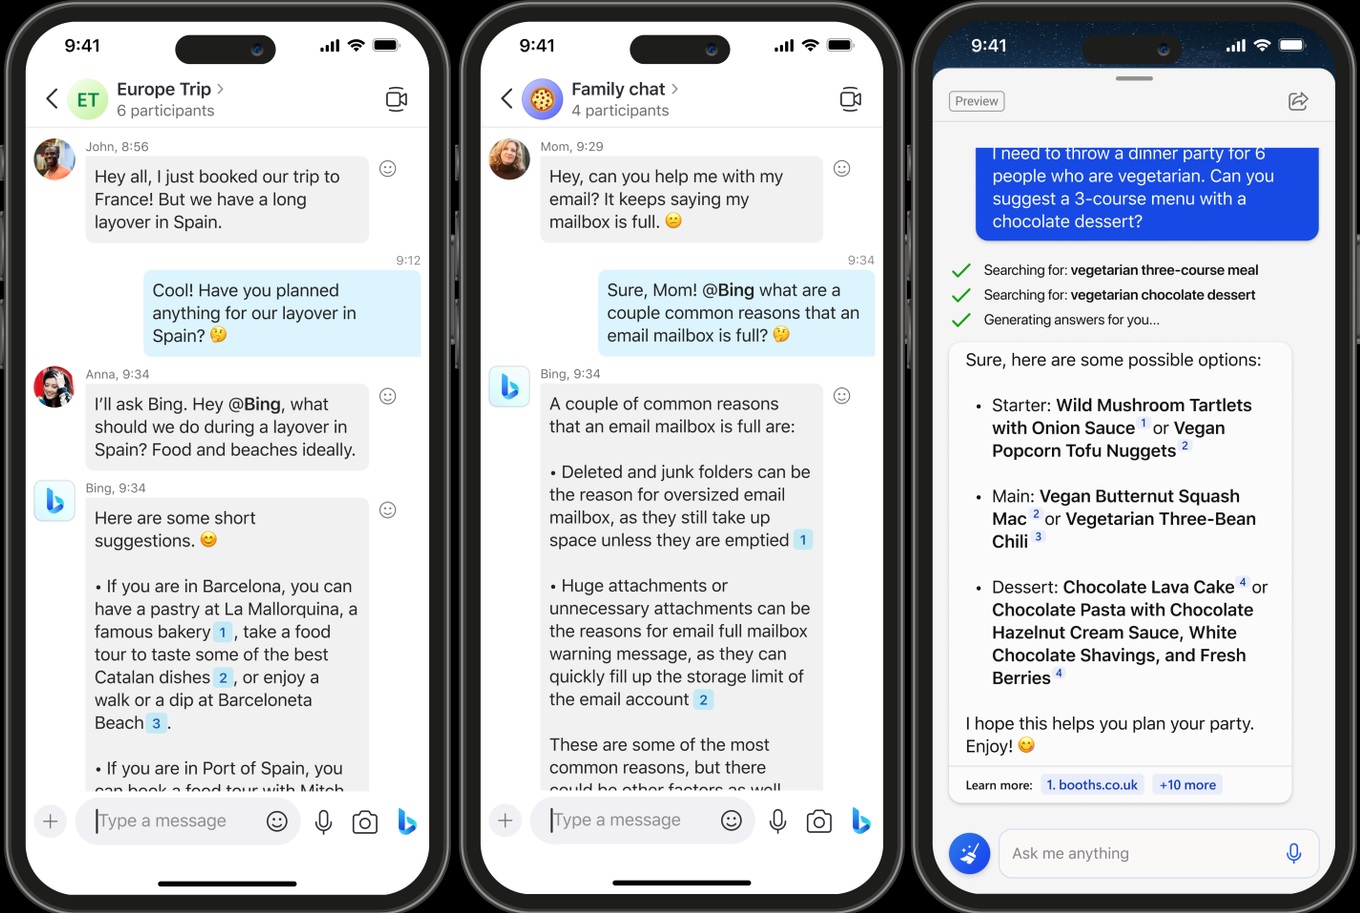 9:41
ET
Europe Trip
6 participants
John, 8:56
Hey all, I just booked our trip to
France! But we have a long
layover in Spain.
9:12
Cool! Have you planned
anything for our layover in
Spain? 🤔
Anna, 9:34
I’ll ask Bing. Hey @Bing, what
should we do during a layover in
Spain? Food and beaches ideally.
Bing, 9:34
Here are some short
suggestions. 😊
• If you are in Barcelona, you can
have a pastry at La Mallorquina, a
famous bakery 1 , take a food
tour to taste some of the best
Catalan dishes 2 , or enjoy a
walk or a dip at Barceloneta
Beach 3 .
• If you are in Port of Spain, you
can book a food tour with Mitch
Type a message
9:41
Family chat
4 participants
Mom, 9:29
Hey, can you help me with my
email? It keeps saying my
mailbox is full. 🙁
9:34
Sure, Mom! @Bing what are a
couple common reasons that an
email mailbox is full? 🤔
Bing, 9:34
A couple of common reasons
that an email mailbox is full are:
• Deleted and junk folders can be
the reason for oversized email
mailbox, as they still take up
space unless they are emptied 1
• Huge attachments or
unnecessary attachments can be
the reasons for email full mailbox
warning message, as they can
quickly fill up the storage limit of
the email account 2
These are some of the most
common reasons, but there
could be other factors as well
Type a message
9:41
Preview
I need to throw a dinner party for 6
people who are vegetarian. Can you
suggest a 3-course menu with a
chocolate dessert?
Searching for: vegetarian three-course meal
Searching for: vegetarian chocolate dessert
Generating answers for you...
Sure, here are some possible options:
• Starter: Wild Mushroom Tartlets
with Onion Sauce 1 or Vegan
Popcorn Tofu Nuggets 2
• Main: Vegan Butternut Squash
Mac 2 or Vegetarian Three-Bean
Chili 3
• Dessert: Chocolate Lava Cake 4 or
Chocolate Pasta with Chocolate
Hazelnut Cream Sauce, White
Chocolate Shavings, and Fresh
Berries 4
I hope this helps you plan your party.
Enjoy! 😋
Learn more: 1. booths.co.uk +10 more
Ask me anything